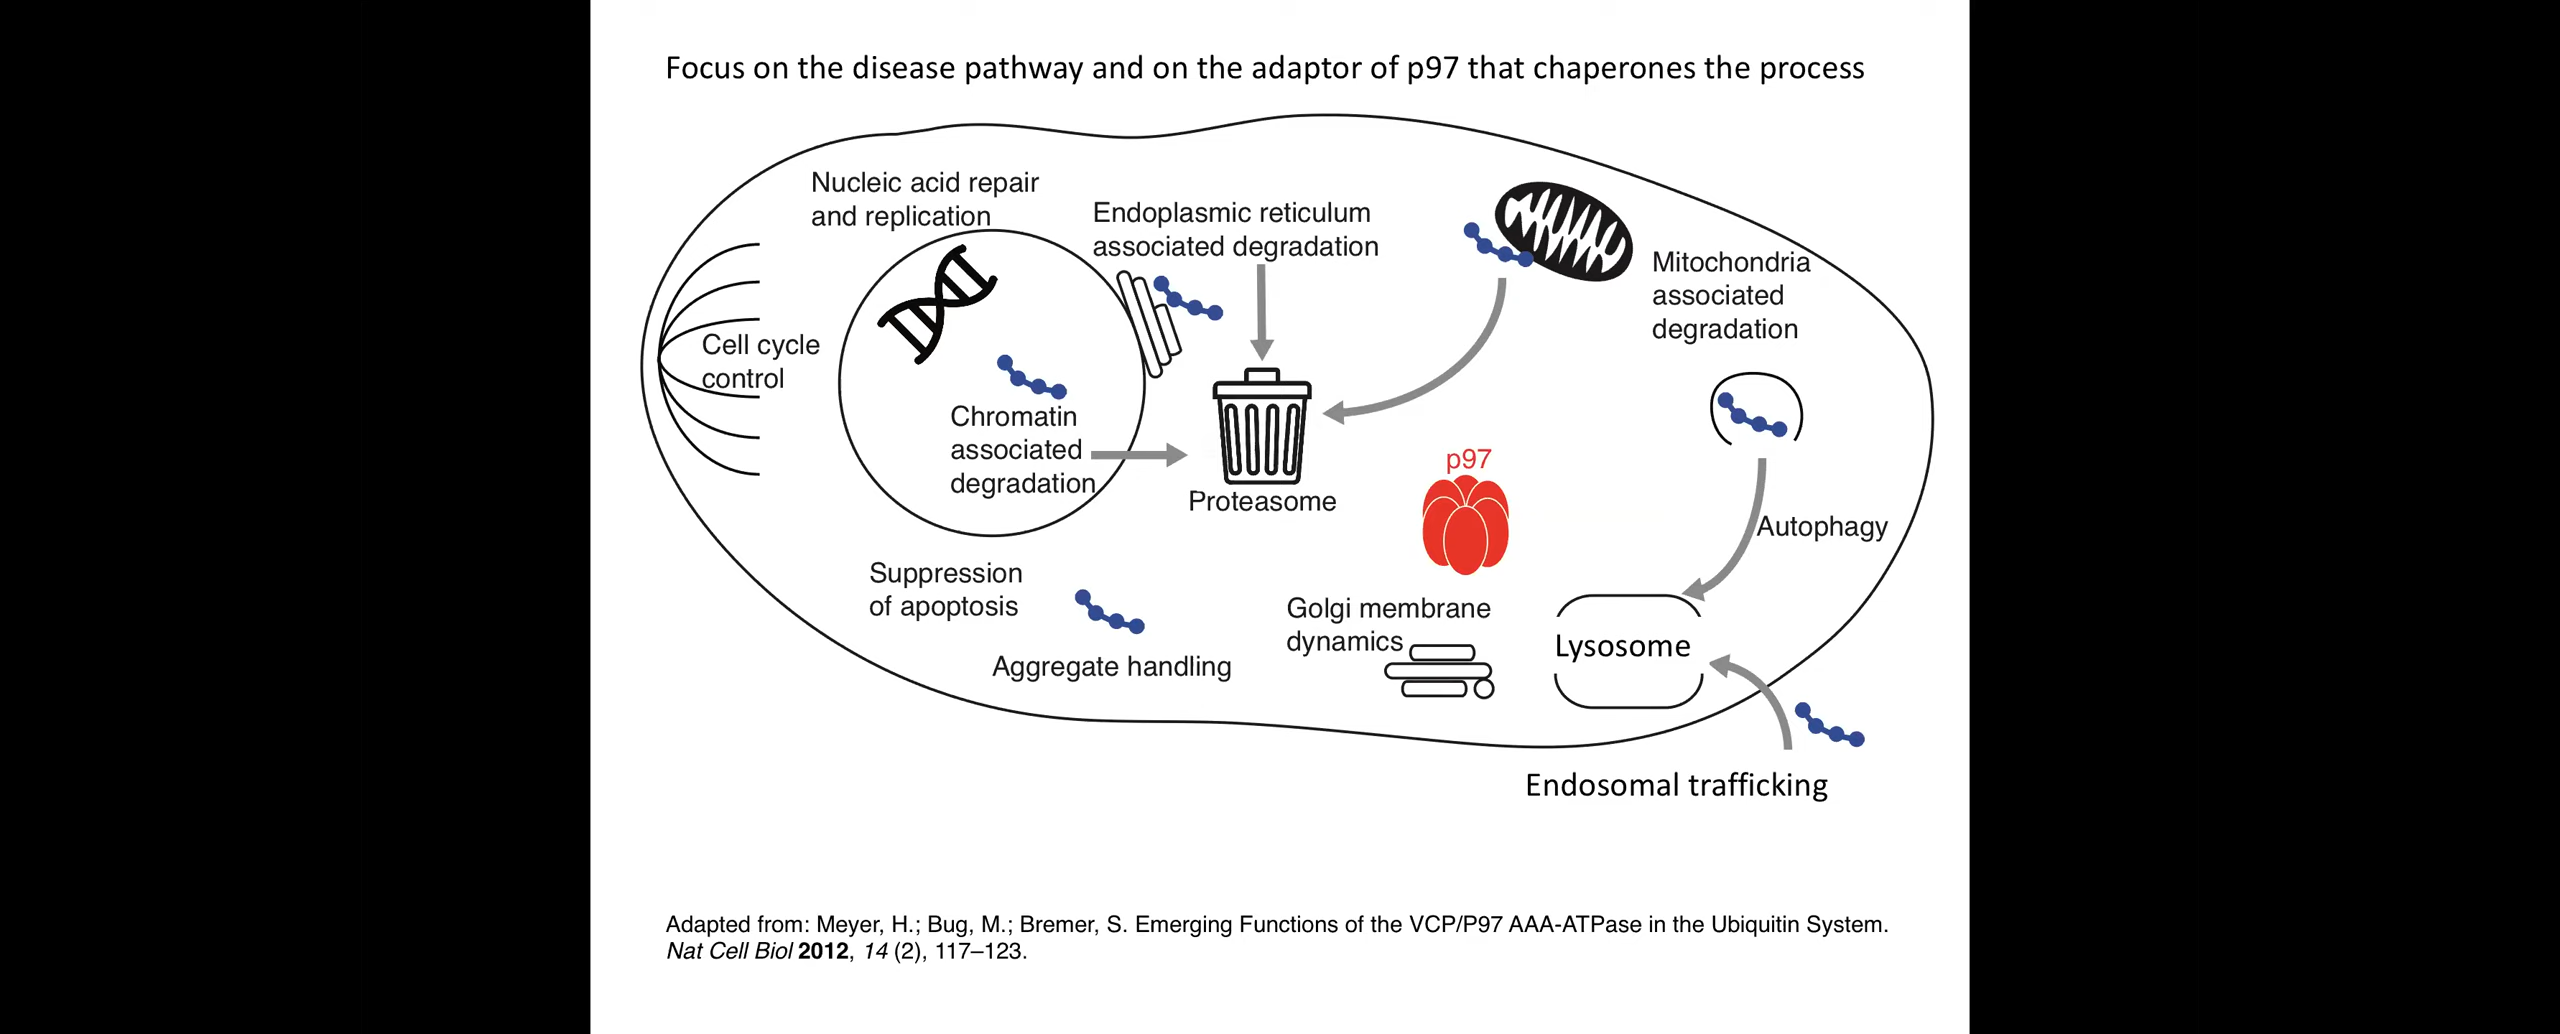 Focus on the disease pathway and on the adaptor of p97 that chaperones the process
Nucleic acid repair
and replication
Endoplasmic reticulum
associated degradation
Mitochondria
associated
degradation
Cell cycle
control
Chromatin
associated
degradation
Proteasome
p97
Autophagy
Suppression
of apoptosis
Aggregate handling
Golgi membrane
dynamics
Lysosome
Endosomal trafficking
Adapted from: Meyer, H.; Bug, M.; Bremer, S. Emerging Functions of the VCP/P97 AAA-ATPase in the Ubiquitin System.
Nat Cell Biol 2012, 14 (2), 117–123.